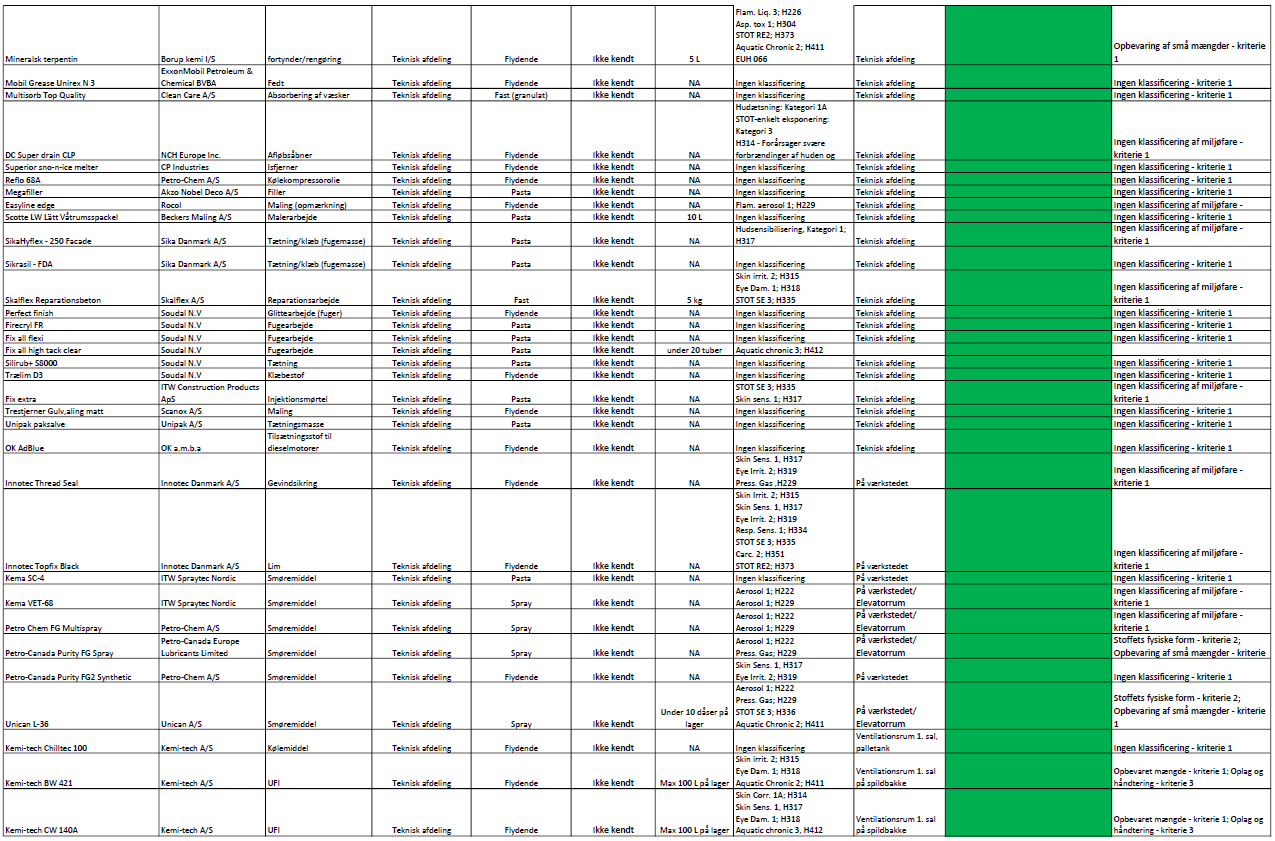 Flam. Liq. 3; H226
Asp. tox 1; H304
STOT RE2; H373
Aquatic Chronic 2; H411
Mineralsk terpentin Borup kemi I/S fortynder/rengøring Teknisk afdeling Flydende Ikke kendt 5 L EUH 066 Teknisk afdeling Opbevaring af små mængder - kriterie 1
Mobil Grease Unirex N 3 ExxonMobil Petroleum & Chemical BVBA Fedt Teknisk afdeling Flydende Ikke kendt NA Ingen klassificering Teknisk afdeling Ingen klassificering - kriterie 1
Multisorb Top Quality Clean Care A/S Absorbering af væsker Teknisk afdeling Fast (granulat) Ikke kendt NA Ingen klassificering Teknisk afdeling Ingen klassificering - kriterie 1
Hudætsning: Kategori 1A
STOT-enkelt eksponering:
Kategori 3
H314 - Forårsager svære
DC Super drain CLP NCH Europe Inc. Afløbsåbner Teknisk afdeling Flydende Ikke kendt NA forbrændinger af huden og Teknisk afdeling Ingen klassificering af miljøfare - kriterie 1
Superior sno-n-ice melter CP Industries Isfjerner Teknisk afdeling Flydende Ikke kendt NA Ingen klassificering Teknisk afdeling Ingen klassificering - kriterie 1
Reflo 68A Petro-Chem A/S Kølekompressorolie Teknisk afdeling Flydende Ikke kendt NA Ingen klassificering Teknisk afdeling Ingen klassificering - kriterie 1
Megafiller Akzo Nobel Deco A/S Filler Teknisk afdeling Pasta Ikke kendt NA Ingen klassificering Teknisk afdeling Ingen klassificering - kriterie 1
Easyline edge Rocol Maling (opmærkning) Teknisk afdeling Flydende Ikke kendt NA Flam. aerosol 1; H229 Teknisk afdeling Ingen klassificering af miljøfare -
Scotte LW Lätt Våtrumsspackel Beckers Maling A/S Malerarbejde Teknisk afdeling Pasta Ikke kendt 10 L Ingen klassificering Teknisk afdeling Ingen klassificering - kriterie 1
SikaHyflex - 250 Facade Sika Danmark A/S Tætning/klæb (fugemasse) Teknisk afdeling Pasta Ikke kendt NA Hudsensibilisering, Kategori 1; H317 Teknisk afdeling Ingen klassificering af miljøfare - kriterie 1
Sikrasil - FDA Sika Danmark A/S Tætning/klæb (fugemasse) Teknisk afdeling Pasta Ikke kendt NA Ingen klassificering Teknisk afdeling Ingen klassificering - kriterie 1
Skin irrit. 2; H315
Eye Dam. 1; H318
Skalflex Reparationsbeton Skalflex A/S Reparationsarbejde Teknisk afdeling Fast Ikke kendt 5 kg STOT SE 3; H335 Teknisk afdeling Ingen klassificering af miljøfare - kriterie 1
Perfect finish Soudal N.V Glittearbejde (fuger) Teknisk afdeling Flydende Ikke kendt NA Ingen klassificering Teknisk afdeling Ingen klassificering - kriterie 1
Firecryl FR Soudal N.V Fugearbejde Teknisk afdeling Pasta Ikke kendt NA Ingen klassificering Teknisk afdeling Ingen klassificering - kriterie 1
Fix all flexi Soudal N.V Fugearbejde Teknisk afdeling Pasta Ikke kendt NA Ingen klassificering Teknisk afdeling Ingen klassificering - kriterie 1
Fix all high tack clear Soudal N.V Fugearbejde Teknisk afdeling Pasta Ikke kendt under 20 tuber Aquatic chronic 3; H412
Silirub+ S8000 Soudal N.V Tætning Teknisk afdeling Pasta Ikke kendt NA Ingen klassificering Teknisk afdeling Ingen klassificering - kriterie 1
Trælim D3 Soudal N.V Klæbestof Teknisk afdeling Flydende Ikke kendt NA Ingen klassificering Teknisk afdeling Ingen klassificering - kriterie 1
Fix extra ITW Construction Products ApS Injektionsmørtel Teknisk afdeling Pasta Ikke kendt NA STOT SE 3; H335 Skin sens. 1; H317 Teknisk afdeling Ingen klassificering af miljøfare - kriterie 1
Trestjerner Gulv,aling matt Scanox A/S Maling Teknisk afdeling Flydende Ikke kendt NA Ingen klassificering Teknisk afdeling Ingen klassificering - kriterie 1
Unipak paksalve Unipak A/S Tætningsmasse Teknisk afdeling Pasta Ikke kendt NA Ingen klassificering Teknisk afdeling Ingen klassificering - kriterie 1
OK AdBlue OK a.m.b.a Tilsætningsstof til dieselmotorer Teknisk afdeling Flydende Ikke kendt NA Ingen klassificering Teknisk afdeling Ingen klassificering - kriterie 1
Skin Sens. 1, H317
Eye Irrit. 2; H319
Innotec Thread Seal Innotec Danmark A/S Gevindsikring Teknisk afdeling Flydende Ikke kendt NA Press. Gas ,H229 På værkstedet Ingen klassificering af miljøfare - kriterie 1
Skin Irrit. 2; H315
Skin Sens. 1, H317
Eye Irrit. 2; H319
Resp. Sens. 1; H334
STOT SE 3; H335
Carc. 2; H351
Innotec Topfix Black Innotec Danmark A/S Lim Teknisk afdeling Flydende Ikke kendt NA STOT RE2; H373 På værkstedet Ingen klassificering af miljøfare - kriterie 1
Kema SC-4 ITW Spraytec Nordic Smøremiddel Teknisk afdeling Pasta Ikke kendt NA Ingen klassificering På værkstedet Ingen klassificering - kriterie 1
Kema VET-68 ITW Spraytec Nordic Smøremiddel Teknisk afdeling Spray Ikke kendt NA Aerosol 1; H222 Aerosol 1; H229 På værkstedet/ Elevatorrum Ingen klassificering af miljøfare - kriterie 1
Petro Chem FG Multispray Petro-Chem A/S Smøremiddel Teknisk afdeling Spray Ikke kendt NA Aerosol 1; H222 Aerosol 1; H229 På værkstedet/ Elevatorrum Ingen klassificering af miljøfare - kriterie 1
Petro-Canada Purity FG Spray Petro-Canada Europe Lubricants Limited Smøremiddel Teknisk afdeling Spray Ikke kendt NA Aerosol 1; H222 Press. Gas; H229 På værkstedet/ Elevatorrum Stoffets fysiske form - kriterie 2; Opbevaring af små mængder - kriterie
Petro-Canada Purity FG2 Synthetic Petro-Chem A/S Smøremiddel Teknisk afdeling Flydende Ikke kendt NA Skin Sens. 1, H317 Eye Irrit. 2; H319 På værkstedet Ingen klassificering - kriterie 1
Aerosol 1; H222
Press. Gas; H229
STOT SE 3; H336
Unican L-36 Unican A/S Smøremiddel Teknisk afdeling Spray Ikke kendt Under 10 dåser på lager Aquatic Chronic 2; H411 På værkstedet/ Elevatorrum Stoffets fysiske form - kriterie 2; Opbevaring af små mængder - kriterie 1
Kemi-tech Chilltec 100 Kemi-tech A/S Kølemiddel Teknisk afdeling Flydende Ikke kendt NA Ingen klassificering Ventilationsrum 1. sal, palletank Ingen klassificering - kriterie 1
Skin irrit. 2; H315
Eye Dam. 1; H318
Kemi-tech BW 421 Kemi-tech A/S UFI Teknisk afdeling Flydende Ikke kendt Max 100 L på lager Aquatic Chronic 2; H411 Ventilationsrum 1. sal på spildbakke Opbevaret mængde - kriterie 1; Oplag og håndtering - kriterie 3
Skin Corr. 1A; H314
Skin Sens. 1, H317
Eye Dam. 1; H318
Kemi-tech CW 140A Kemi-tech A/S UFI Teknisk afdeling Flydende Ikke kendt Max 100 L på lager Aquatic chronic 3, H412 Ventilationsrum 1. sal på spildbakke Opbevaret mængde - kriterie 1; Oplag og håndtering - kriterie 3